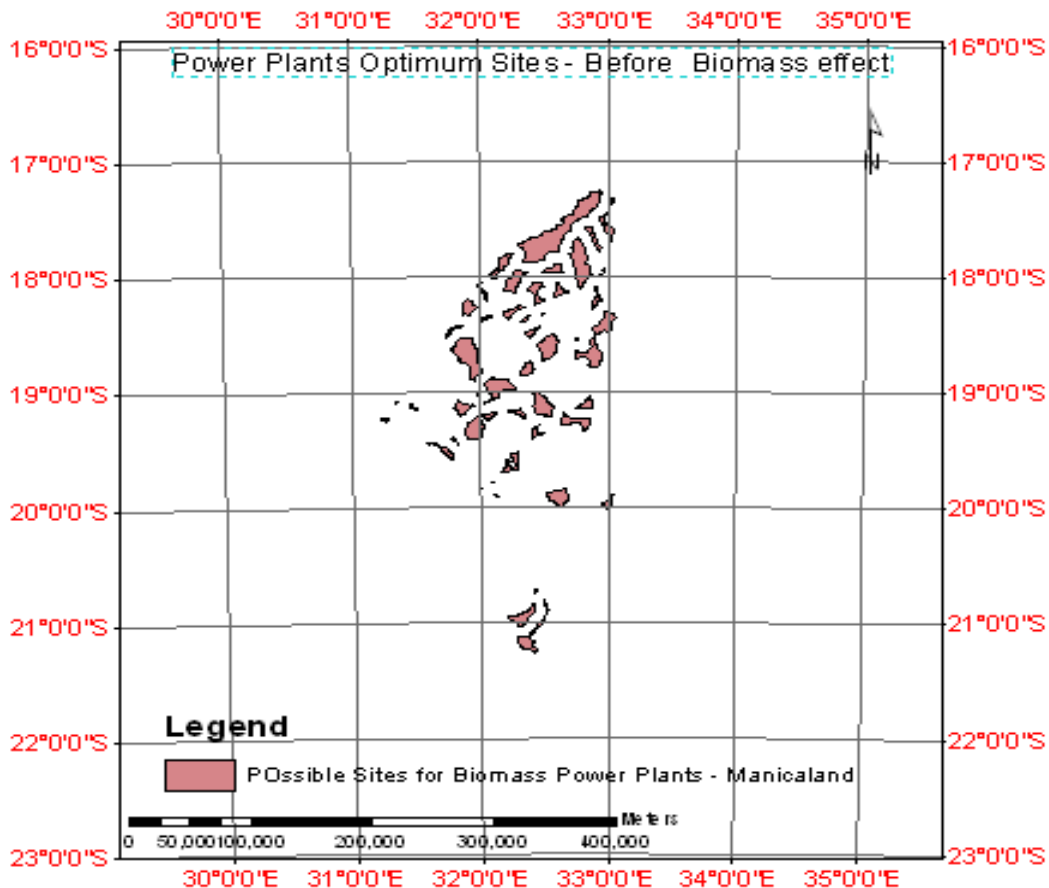 30°0'0"E 31°0'0"E 32°0'0"E 33°0'0"E 34°0'0"E 35°0'0"E
16°0'0"S 16°0'0"S
Power Plants Optimum Sites - Before Biomass effect
N
17°0'0"S 17°0'0"S
18°0'0"S 18°0'0"S
19°0'0"S 19°0'0"S
20°0'0"S 20°0'0"S
21°0'0"S 21°0'0"S
Legend
22°0'0"S 22°0'0"S
POssible Sites for Biomass Power Plants - Manicaland
Meters
0 50,000 100,000 200,000 300,000 400,000
23°0'0"S 23°0'0"S
30°0'0"E 31°0'0"E 32°0'0"E 33°0'0"E 34°0'0"E 35°0'0"E